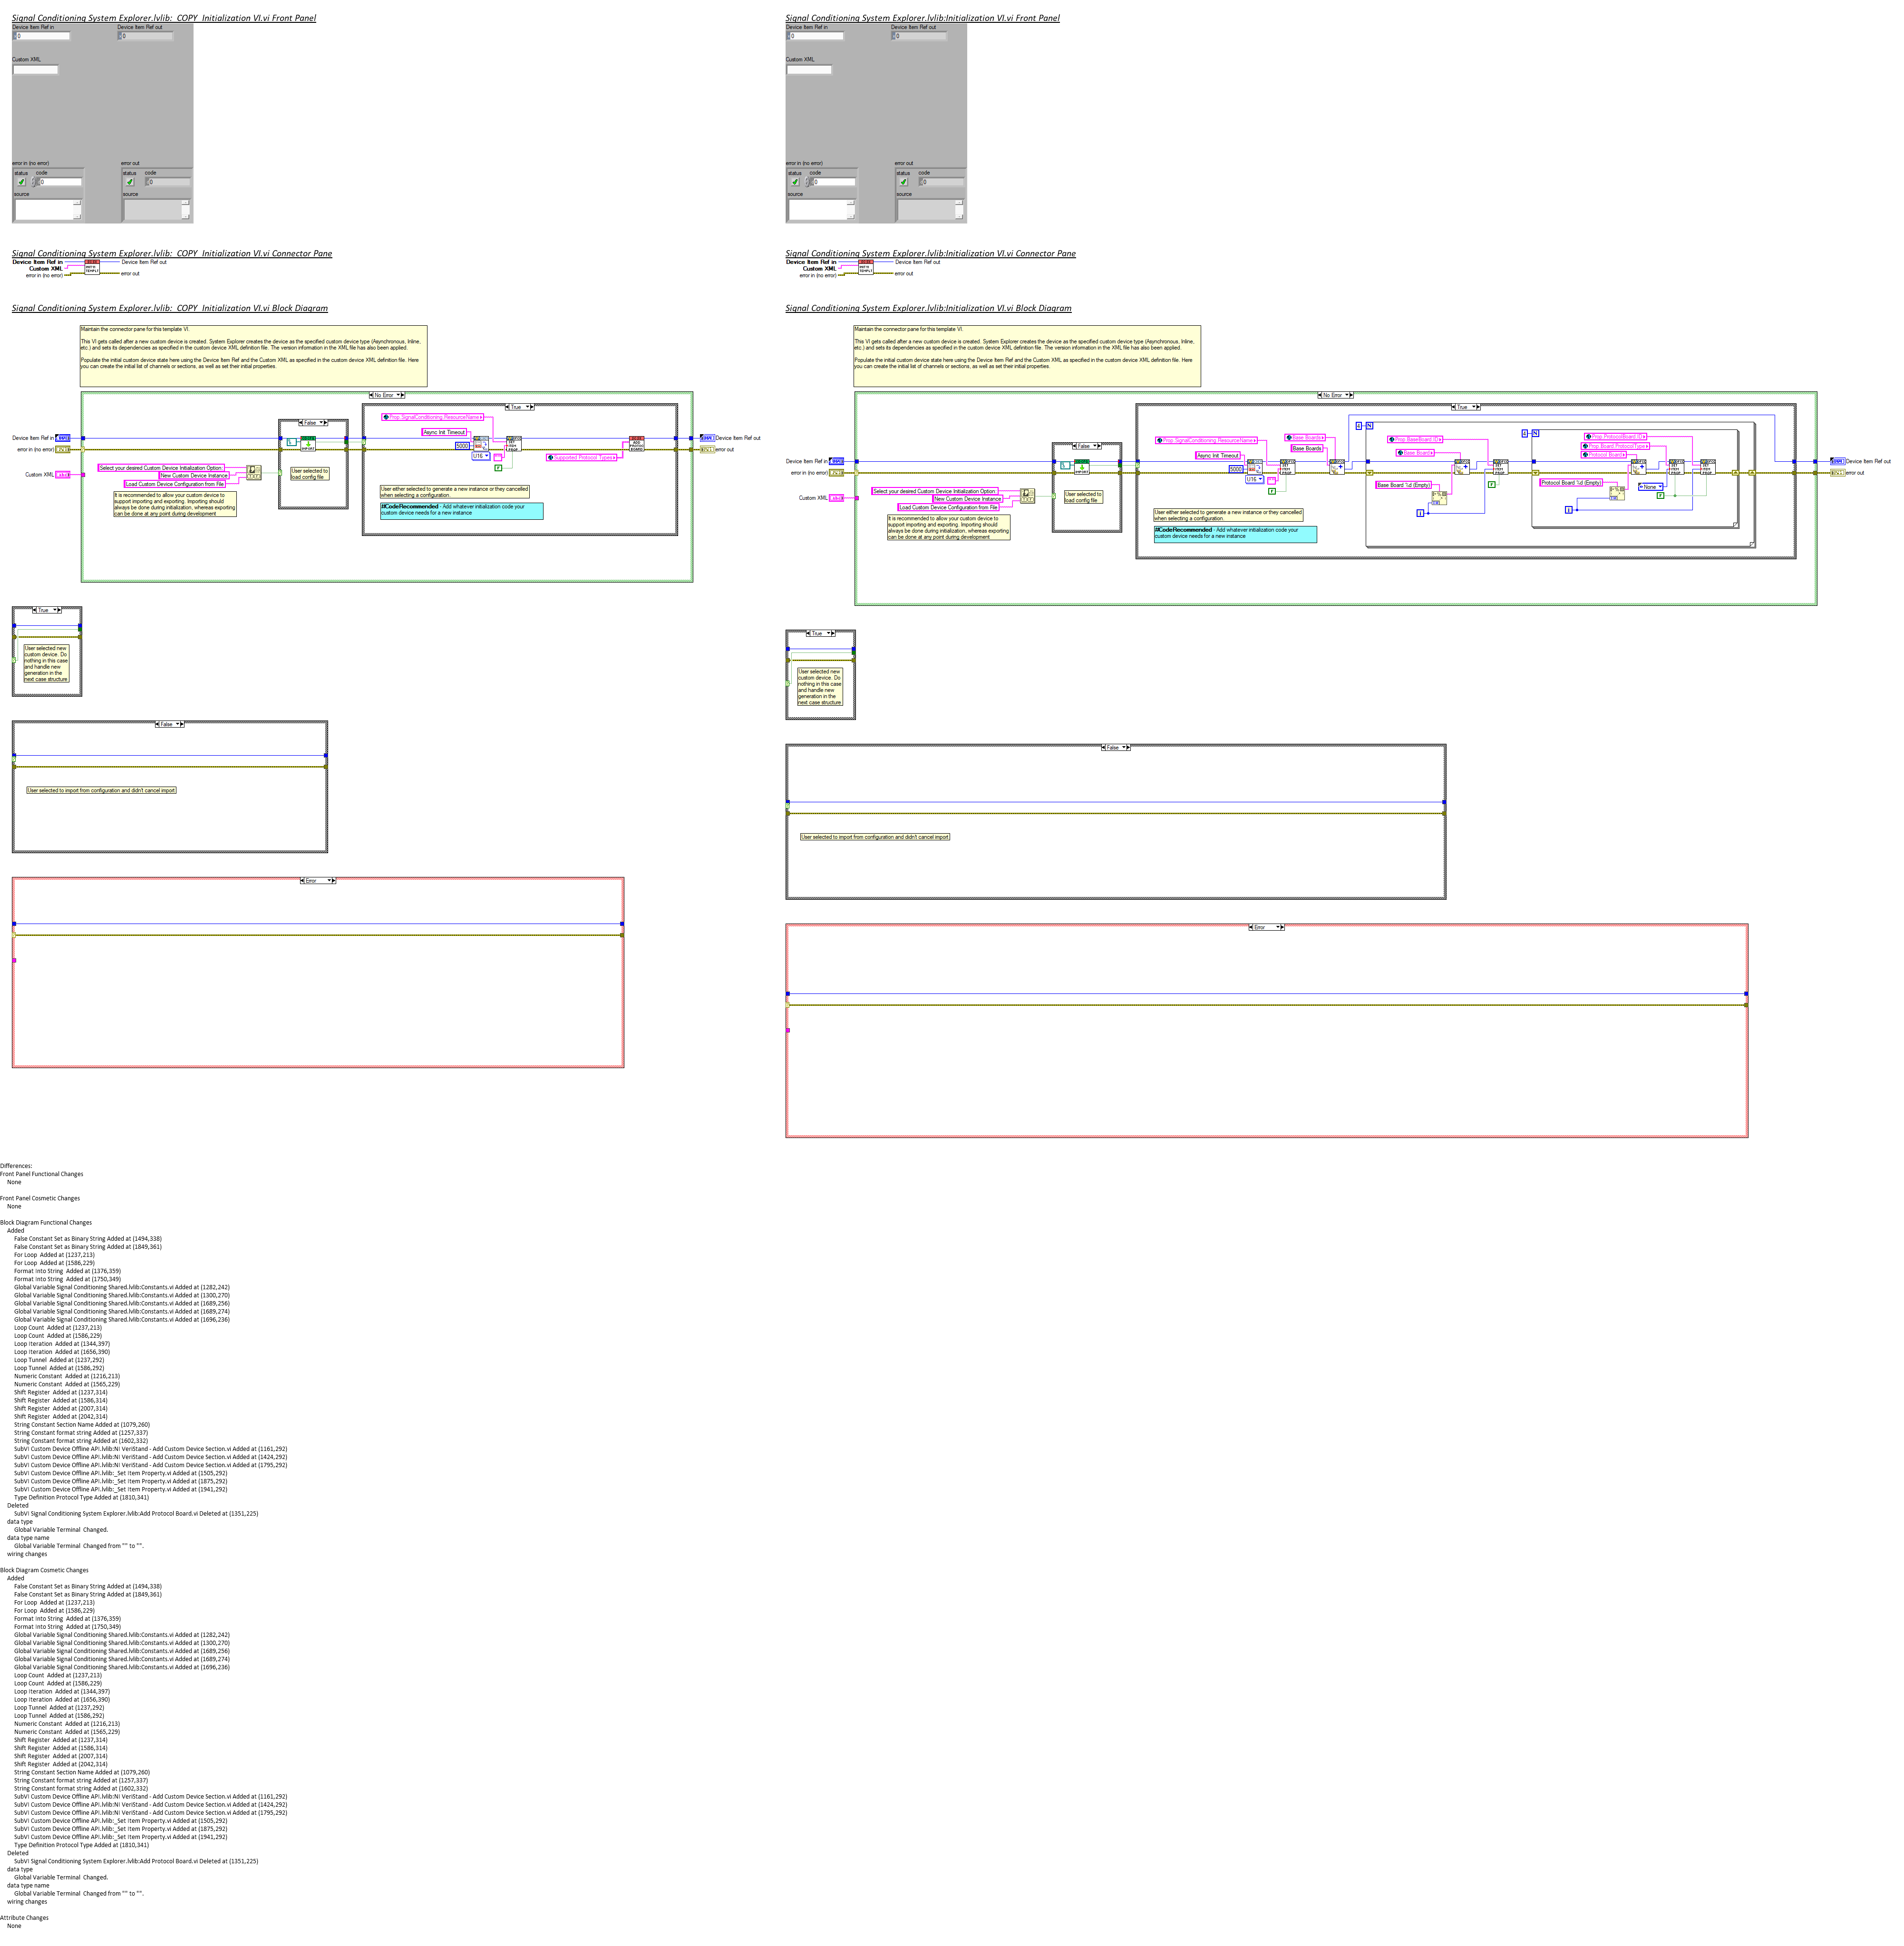 Signal Conditioning System Explorer.lvlib:_COPY_Initialization VI.vi Front Panel
Device Item Ref in
Device Item Ref out
0
0
Custom XML
error in (no error)
error out
status
code
status
code
0
0
source
source
Signal Conditioning System Explorer.lvlib:_COPY_Initialization VI.vi Connector Pane
Device Item Ref in
Device Item Ref out
Custom XML
error in (no error)
error out
Signal Conditioning System Explorer.lvlib:_COPY_Initialization VI.vi Block Diagram
Maintain the connector pane for this template VI.
This VI gets called after a new custom device is created. System Explorer creates the device as the specified custom device type (Asynchronous, Inline,
etc.) and sets its dependencies as specified in the custom device XML definition file. The version information in the XML file has also been applied.
Populate the initial custom device state here using the Device Item Ref and the Custom XML as specified in the custom device XML definition file. Here
you can create the initial list of channels or sections, as well as set their initial properties.
No Error
True
Prop.SignalConditioning.ResourceName
False
Async Init Timeout
Device Item Ref in
Device Item Ref out
5000
error in (no error)
error out
U16
Supported Protocol Types
Select your desired Custom Device Initialization Option
Custom XML
New Custom Device Instance
Load Custom Device Configuration from File
User selected to
load config file
F
It is recommended to allow your custom device to
support importing and exporting. Importing should
always be done during initialization, whereas exporting
can be done at any point during development
User either selected to generate a new instance or they cancelled
when selecting a configuration.
#CodeRecommended - Add whatever initialization code your
custom device needs for a new instance
True
User selected new
custom device. Do
nothing in this case
and handle new
generation in the
next case structure
False
User selected to import from configuration and didn't cancel import
Error
Signal Conditioning System Explorer.lvlib:Initialization VI.vi Front Panel
Device Item Ref in
Device Item Ref out
0
0
Custom XML
error in (no error)
error out
status
code
status
code
0
0
source
source
Signal Conditioning System Explorer.lvlib:Initialization VI.vi Connector Pane
Device Item Ref in
Device Item Ref out
Custom XML
error in (no error)
error out
Signal Conditioning System Explorer.lvlib:Initialization VI.vi Block Diagram
Maintain the connector pane for this template VI.
This VI gets called after a new custom device is created. System Explorer creates the device as the specified custom device type (Asynchronous, Inline,
etc.) and sets its dependencies as specified in the custom device XML definition file. The version information in the XML file has also been applied.
Populate the initial custom device state here using the Device Item Ref and the Custom XML as specified in the custom device XML definition file. Here
you can create the initial list of channels or sections, as well as set their initial properties.
No Error
True
N
N
Prop.SignalConditioning.ResourceName
Base Boards
Prop.BaseBoard.ID
Prop.ProtocolBoard.ID
False
Base Boards
Base Board
Prop.Board.ProtocolType
Async Init Timeout
Protocol Board
Device Item Ref in
Device Item Ref out
5000
error in (no error)
error out
U16
Base Board %d (Empty)
Protocol Board %d (Empty)
None
Select your desired Custom Device Initialization Option
Custom XML
New Custom Device Instance
Load Custom Device Configuration from File
User selected to
load config file
F
F
F
i
i
It is recommended to allow your custom device to
support importing and exporting. Importing should
always be done during initialization, whereas exporting
can be done at any point during development
User either selected to generate a new instance or they cancelled
when selecting a configuration.
#CodeRecommended - Add whatever initialization code your
custom device needs for a new instance
True
User selected new
custom device. Do
nothing in this case
and handle new
generation in the
next case structure
False
User selected to import from configuration and didn't cancel import
Error
Differences:
Front Panel Functional Changes
None
Front Panel Cosmetic Changes
None
Block Diagram Functional Changes
Added
False Constant Set as Binary String Added at (1494,338)
False Constant Set as Binary String Added at (1849,361)
For Loop  Added at (1237,213)
For Loop  Added at (1586,229)
Format Into String  Added at (1376,359)
Format Into String  Added at (1750,349)
Global Variable Signal Conditioning Shared.lvlib:Constants.vi Added at (1282,242)
Global Variable Signal Conditioning Shared.lvlib:Constants.vi Added at (1300,270)
Global Variable Signal Conditioning Shared.lvlib:Constants.vi Added at (1689,256)
Global Variable Signal Conditioning Shared.lvlib:Constants.vi Added at (1689,274)
Global Variable Signal Conditioning Shared.lvlib:Constants.vi Added at (1696,236)
Loop Count  Added at (1237,213)
Loop Count  Added at (1586,229)
Loop Iteration  Added at (1344,397)
Loop Iteration  Added at (1656,390)
Loop Tunnel  Added at (1237,292)
Loop Tunnel  Added at (1586,292)
Numeric Constant  Added at (1216,213)
Numeric Constant  Added at (1565,229)
Shift Register  Added at (1237,314)
Shift Register  Added at (1586,314)
Shift Register  Added at (2007,314)
Shift Register  Added at (2042,314)
String Constant Section Name Added at (1079,260)
String Constant format string Added at (1257,337)
String Constant format string Added at (1602,332)
SubVI Custom Device Offline API.lvlib:NI VeriStand - Add Custom Device Section.vi Added at (1161,292)
SubVI Custom Device Offline API.lvlib:NI VeriStand - Add Custom Device Section.vi Added at (1424,292)
SubVI Custom Device Offline API.lvlib:NI VeriStand - Add Custom Device Section.vi Added at (1795,292)
SubVI Custom Device Offline API.lvlib:_Set Item Property.vi Added at (1505,292)
SubVI Custom Device Offline API.lvlib:_Set Item Property.vi Added at (1875,292)
SubVI Custom Device Offline API.lvlib:_Set Item Property.vi Added at (1941,292)
Type Definition Protocol Type Added at (1810,341)
Deleted
SubVI Signal Conditioning System Explorer.lvlib:Add Protocol Board.vi Deleted at (1351,225)
data type
Global Variable Terminal  Changed.
data type name
Global Variable Terminal  Changed from "" to "".
wiring changes
Block Diagram Cosmetic Changes
Added
False Constant Set as Binary String Added at (1494,338)
False Constant Set as Binary String Added at (1849,361)
For Loop  Added at (1237,213)
For Loop  Added at (1586,229)
Format Into String  Added at (1376,359)
Format Into String  Added at (1750,349)
Global Variable Signal Conditioning Shared.lvlib:Constants.vi Added at (1282,242)
Global Variable Signal Conditioning Shared.lvlib:Constants.vi Added at (1300,270)
Global Variable Signal Conditioning Shared.lvlib:Constants.vi Added at (1689,256)
Global Variable Signal Conditioning Shared.lvlib:Constants.vi Added at (1689,274)
Global Variable Signal Conditioning Shared.lvlib:Constants.vi Added at (1696,236)
Loop Count  Added at (1237,213)
Loop Count  Added at (1586,229)
Loop Iteration  Added at (1344,397)
Loop Iteration  Added at (1656,390)
Loop Tunnel  Added at (1237,292)
Loop Tunnel  Added at (1586,292)
Numeric Constant  Added at (1216,213)
Numeric Constant  Added at (1565,229)
Shift Register  Added at (1237,314)
Shift Register  Added at (1586,314)
Shift Register  Added at (2007,314)
Shift Register  Added at (2042,314)
String Constant Section Name Added at (1079,260)
String Constant format string Added at (1257,337)
String Constant format string Added at (1602,332)
SubVI Custom Device Offline API.lvlib:NI VeriStand - Add Custom Device Section.vi Added at (1161,292)
SubVI Custom Device Offline API.lvlib:NI VeriStand - Add Custom Device Section.vi Added at (1424,292)
SubVI Custom Device Offline API.lvlib:NI VeriStand - Add Custom Device Section.vi Added at (1795,292)
SubVI Custom Device Offline API.lvlib:_Set Item Property.vi Added at (1505,292)
SubVI Custom Device Offline API.lvlib:_Set Item Property.vi Added at (1875,292)
SubVI Custom Device Offline API.lvlib:_Set Item Property.vi Added at (1941,292)
Type Definition Protocol Type Added at (1810,341)
Deleted
SubVI Signal Conditioning System Explorer.lvlib:Add Protocol Board.vi Deleted at (1351,225)
data type
Global Variable Terminal  Changed.
data type name
Global Variable Terminal  Changed from "" to "".
wiring changes
Attribute Changes
None